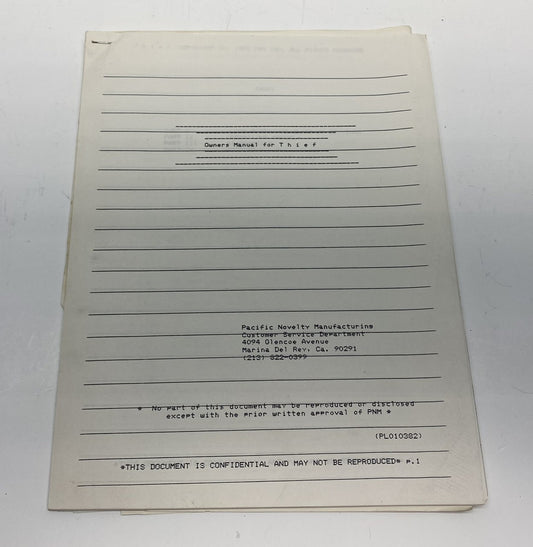 Owners Manual for T h i e f
Pacific Novelty Manufacturing
Customer Service Department
4094 Glencoe Avenue
Marina Del Rey, Ca. 90291
(213) 822-0399
* No part of this document may be reproduced or disclosed
except with the prior written approval of PNM *
(PL010382)
*THIS DOCUMENT IS CONFIDENTIAL AND MAY NOT BE REPRODUCED* p.1